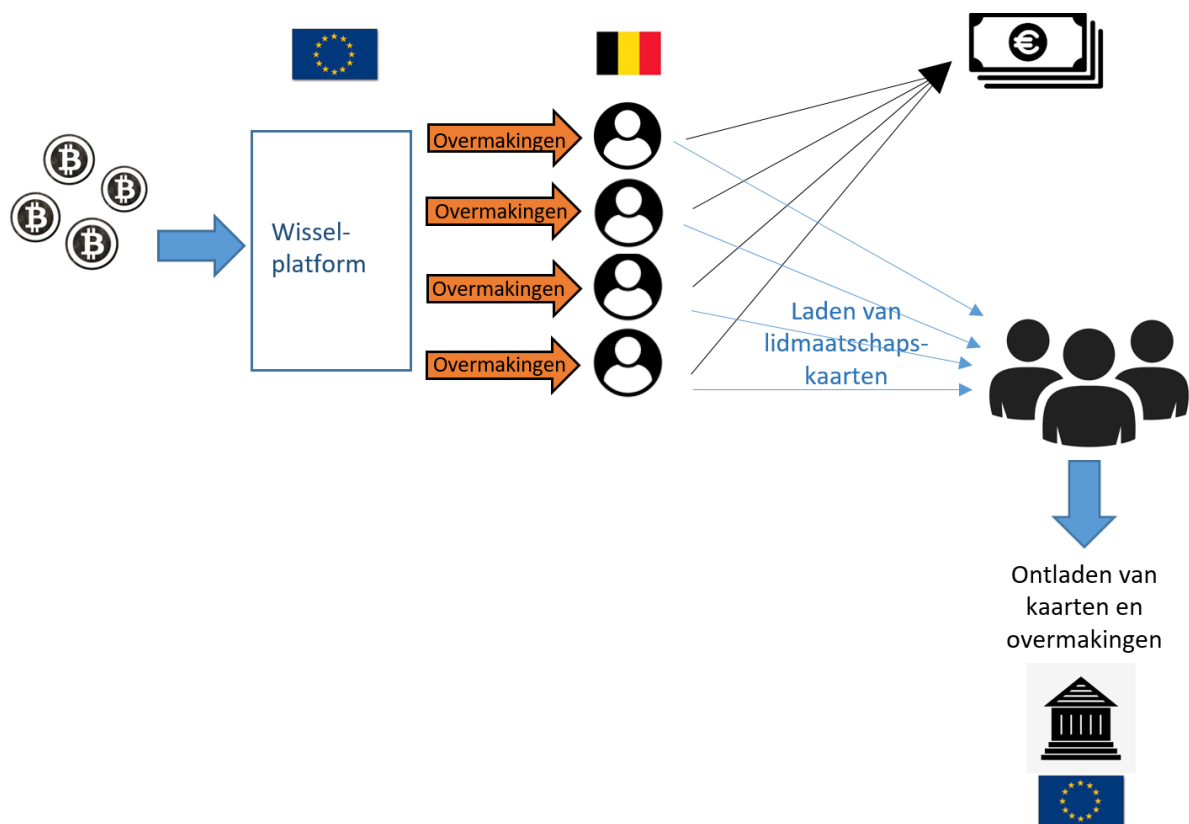 Overmakingen
Overmakingen
Wissel-
platform
Overmakingen
Overmakingen
Laden van
lidmaatschaps-
kaarten
Ontladen van
kaarten en
overmakingen